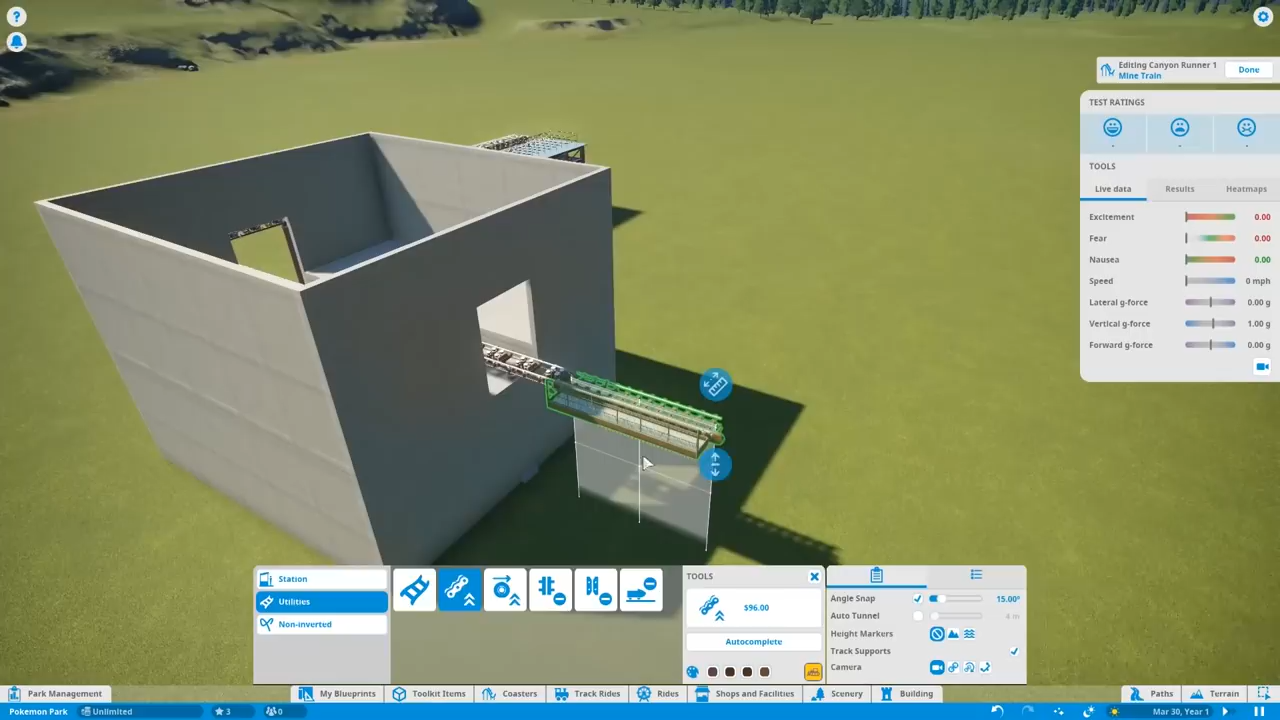 ?
Editing Canyon Runner 1
Mine Train
Done
TEST RATINGS
- - -
TOOLS
Live data Results Heatmaps
Excitement 0.00
Fear 0.00
Nausea 0.00
Speed 0 mph
Lateral g-force 0.00 g
Vertical g-force 1.00 g
Forward g-force 0.00 g
Station
Utilities
Non-inverted
TOOLS
$96.00
Autocomplete
Angle Snap 15.00°
Auto Tunnel 4 m
Height Markers
Track Supports
Camera
Park Management My Blueprints Toolkit Items Coasters Track Rides Rides Shops and Facilities Scenery Building Paths Terrain
Pokemon Park Unlimited 3 0 Mar 30, Year 1